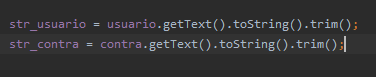 str_usuario = usuario.getText().toString().trim();
str_contra = contra.getText().toString().trim();